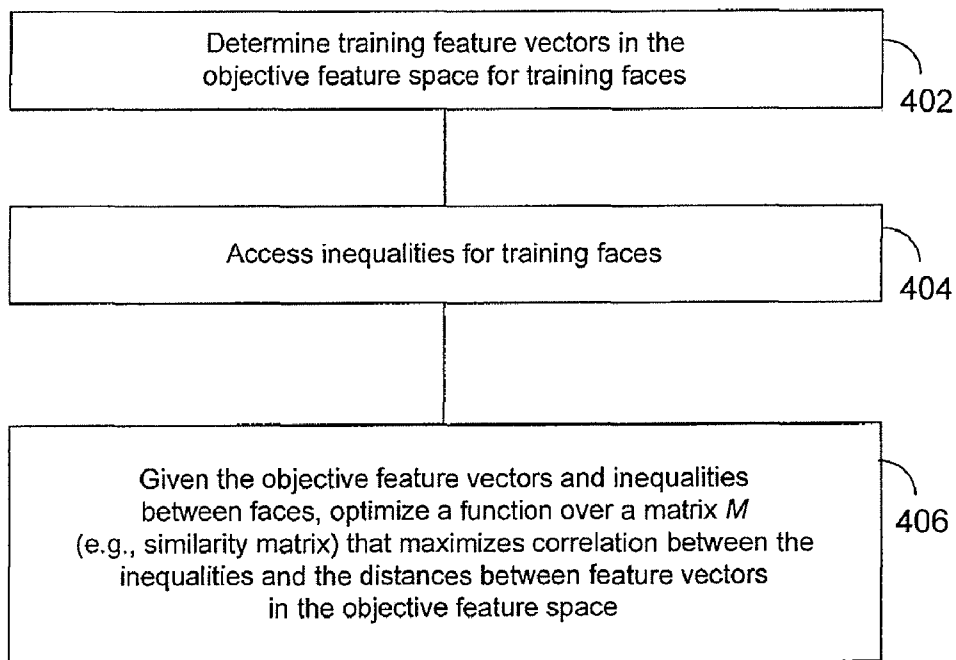 Determine training feature vectors in the
objective feature space for training faces
402
Access inequalities for training faces
404
Given the objective feature vectors and inequalities
between faces, optimize a function over a matrix M
(e.g., similarity matrix) that maximizes correlation between the
inequalities and the distances between feature vectors
in the objective feature space
406